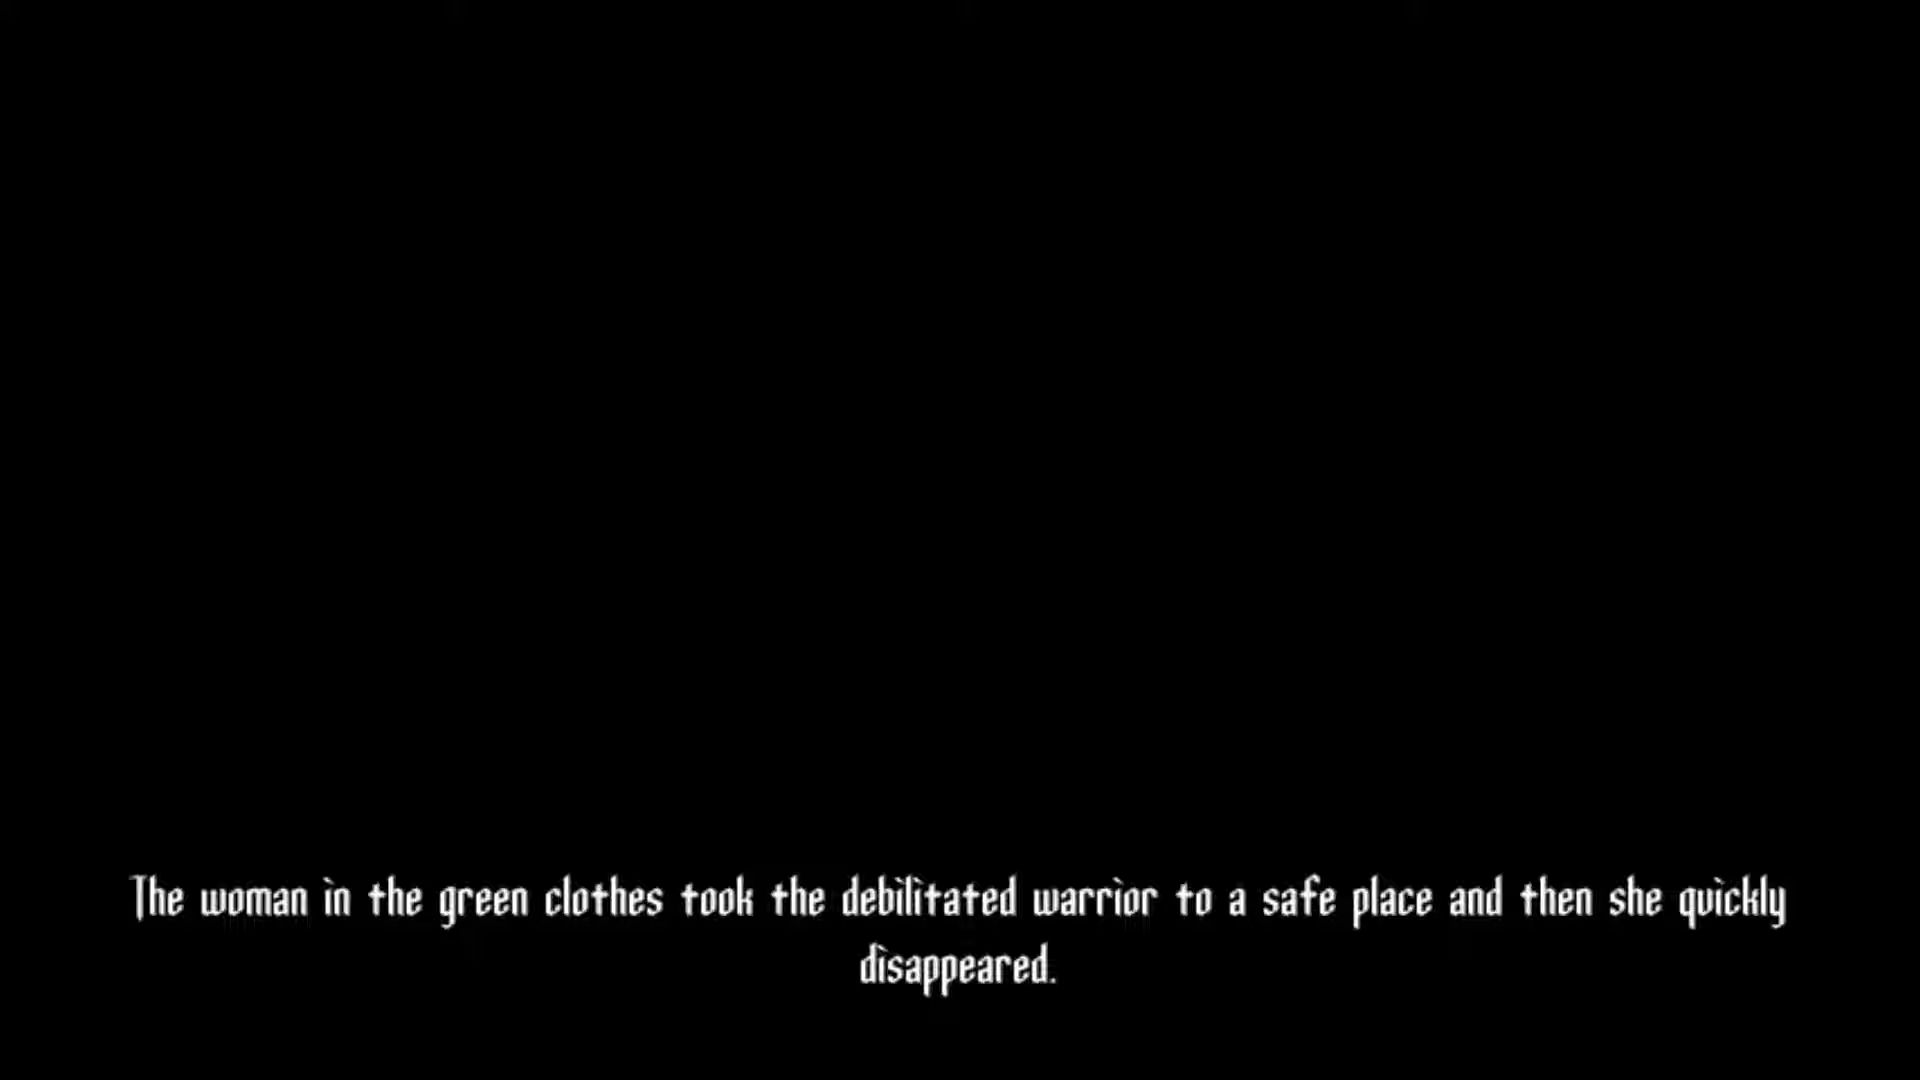 The woman in the green clothes took the debilitated warrior to a safe place and then she quickly
disappeared.